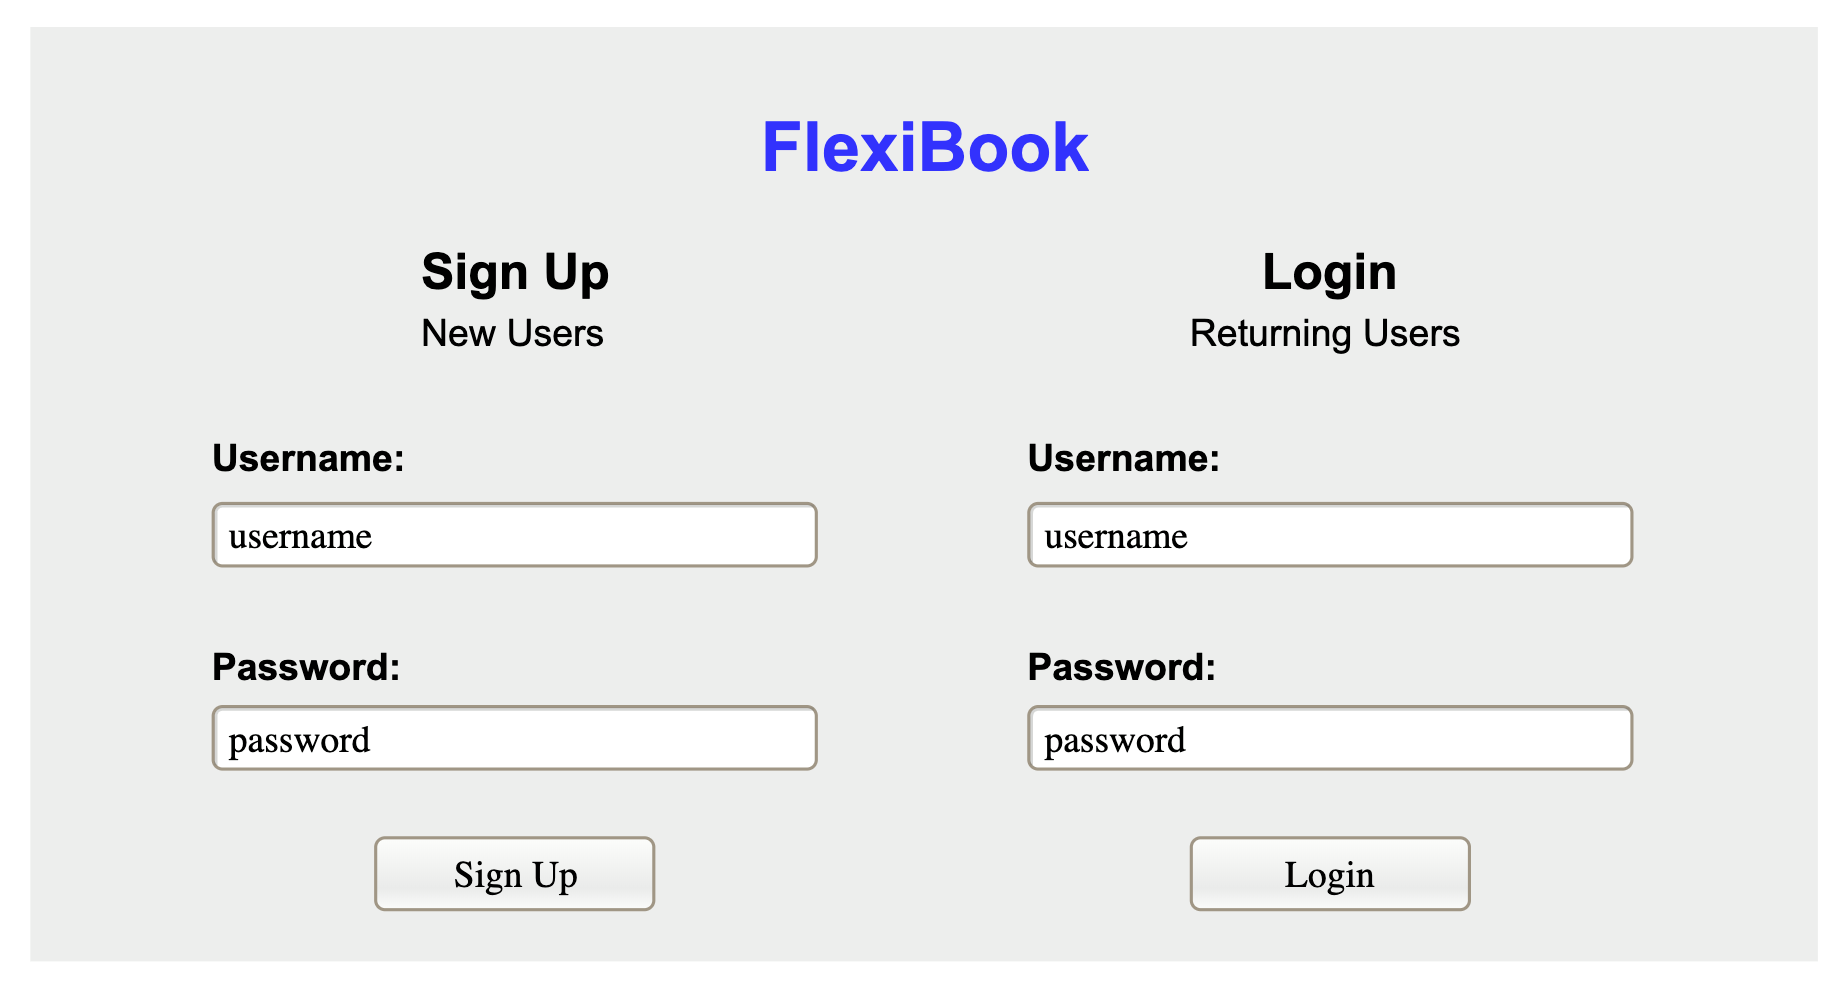 FlexiBook
Sign Up
New Users
Username:
username
Password:
password
Sign Up
Login
Returning Users
Username:
username
Password:
password
Login